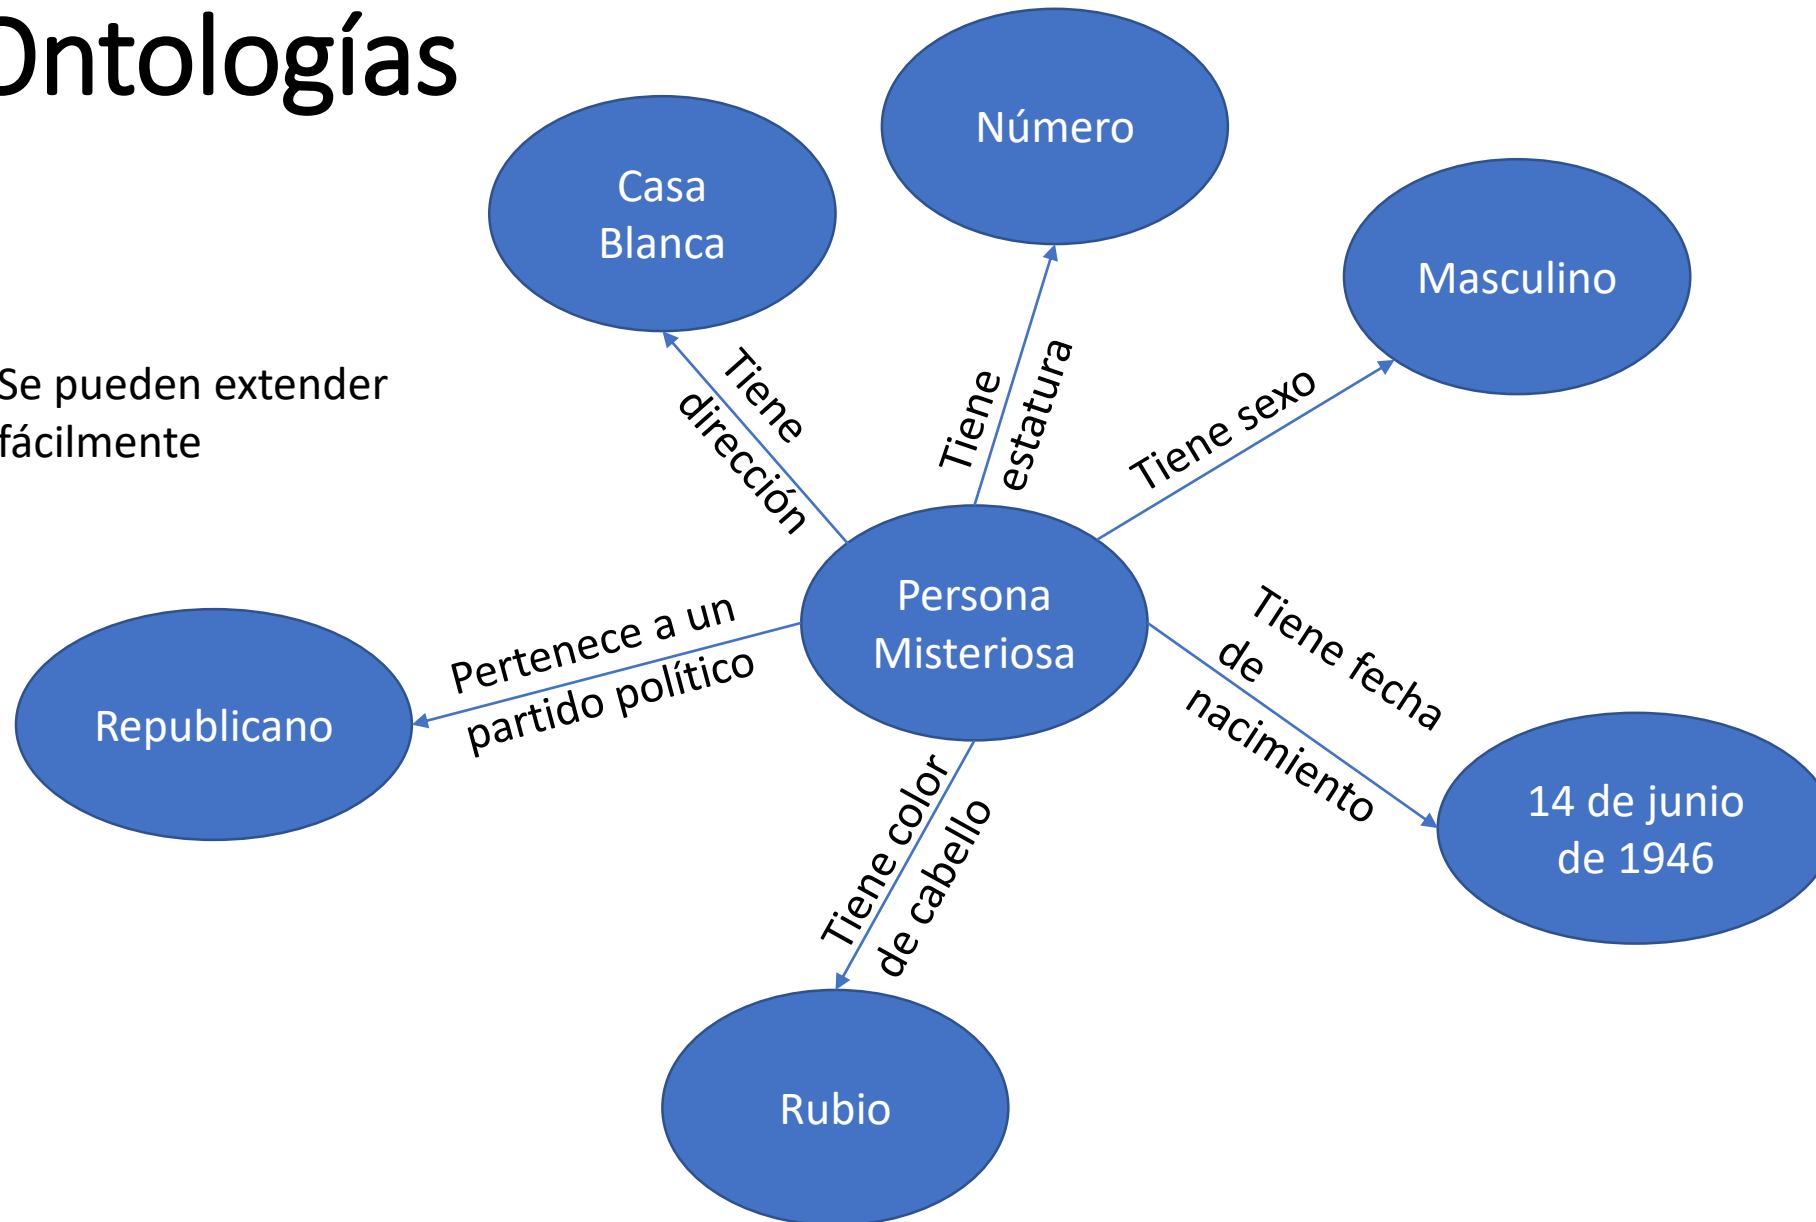 Ontologías
Número
Casa
Blanca
Masculino
Se pueden extender
fácilmente
Tiene
dirección
Tiene
estatura
Tiene sexo
Persona
Misteriosa
Pertenece a un
partido político
Republicano
Tiene fecha
de
nacimiento
14 de junio
de 1946
Tiene color
de cabello
Rubio